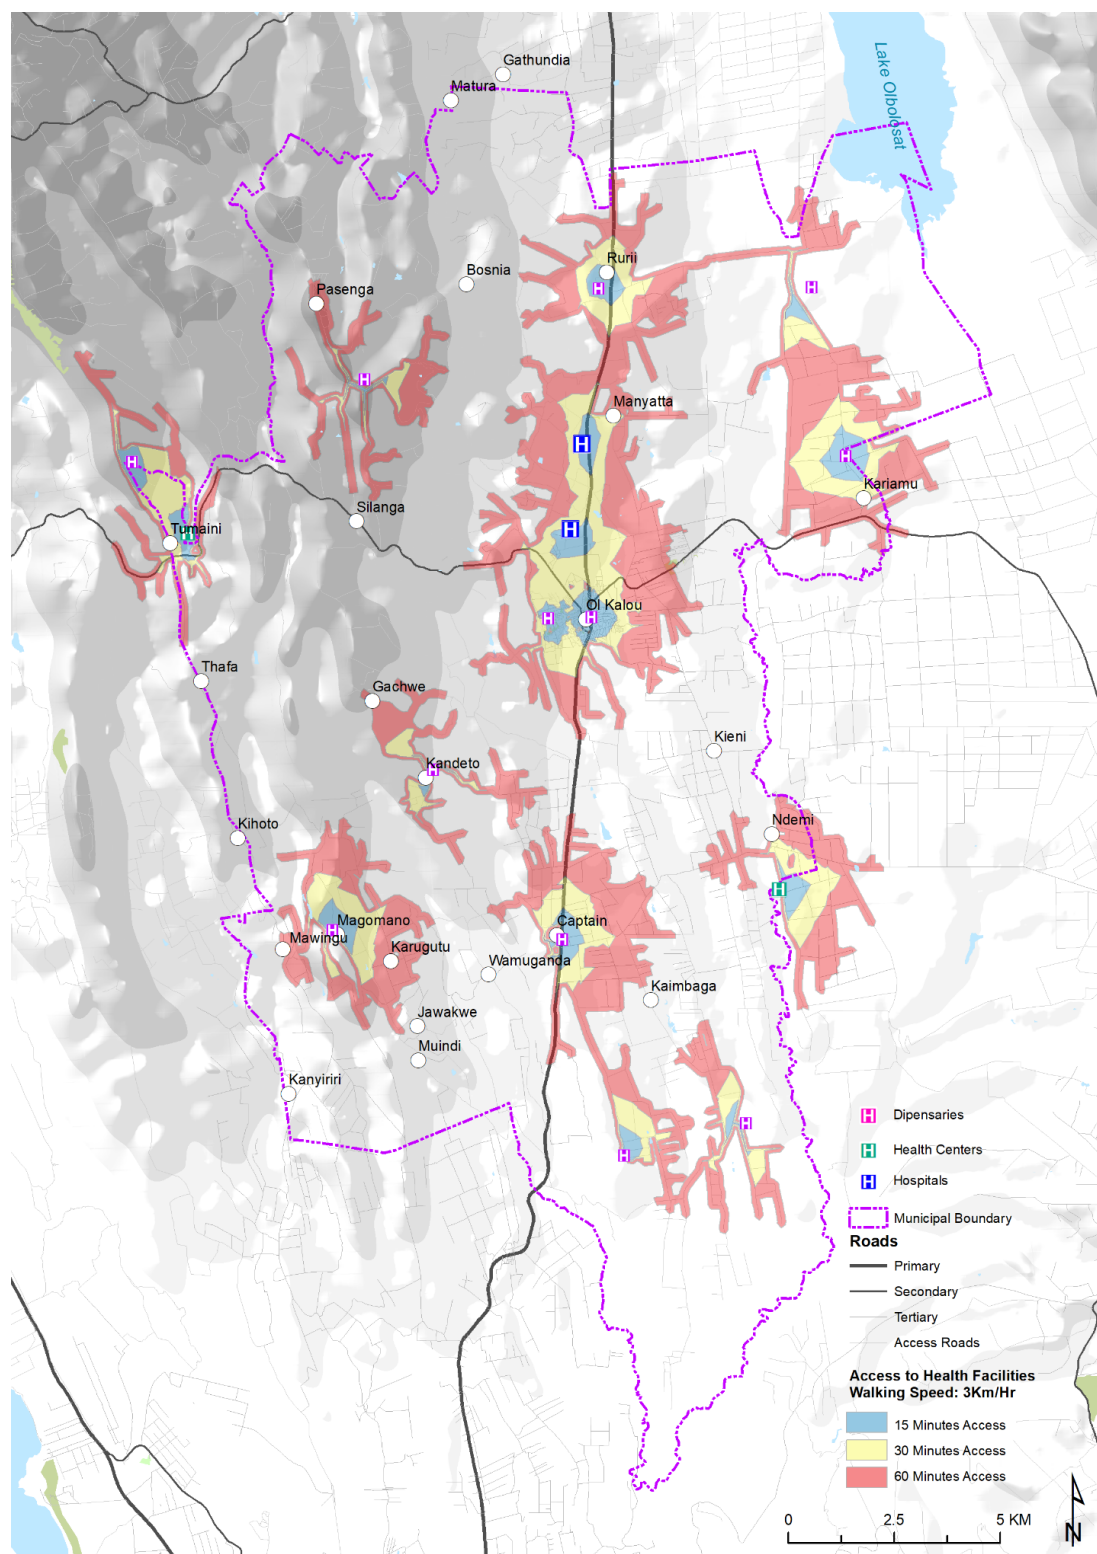 Gathundia
Matura
Lake Olbolosat
Rurii
Bosnia
Pasenga
Manyatta
Kariamu
Silanga
Tumaini
Ol Kalou
Thafa
Gachwe
Kieni
Kandeto
Ndemi
Kihoto
Magomano
Captain
Mawingu
Karugutu
Wamuganda
Kaimbaga
Jawakwe
Muindi
Kanyiriri
H Dipensaries
H Health Centers
H Hospitals
Municipal Boundary
Roads
Primary
Secondary
Tertiary
Access Roads
Access to Health Facilities
Walking Speed: 3Km/Hr
15 Minutes Access
30 Minutes Access
60 Minutes Access
0 2.5 5 KM
N